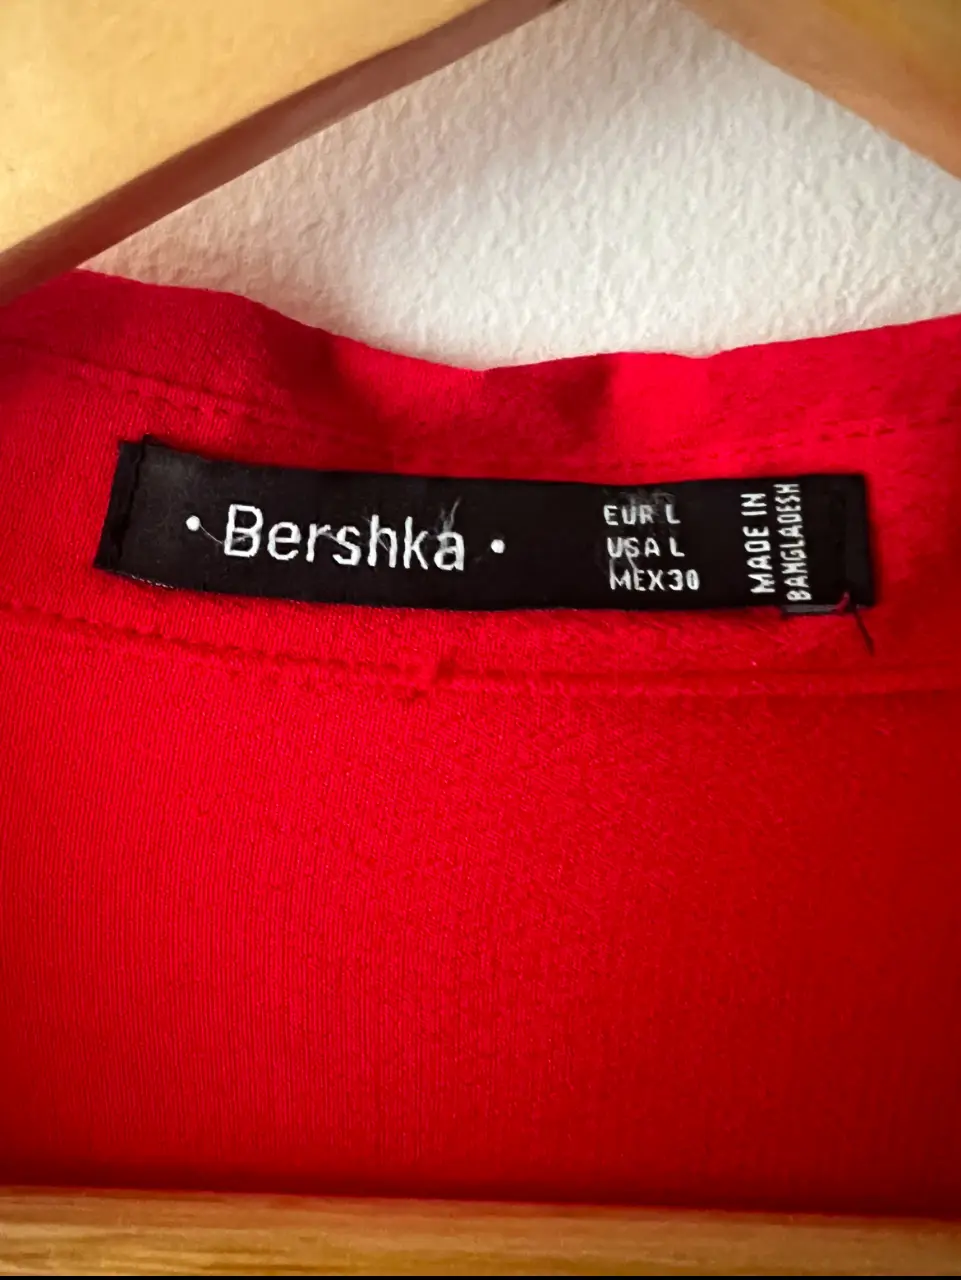 • Bershka •
EUR L
USA L
MEX 30
MADE IN
BANGLADESH